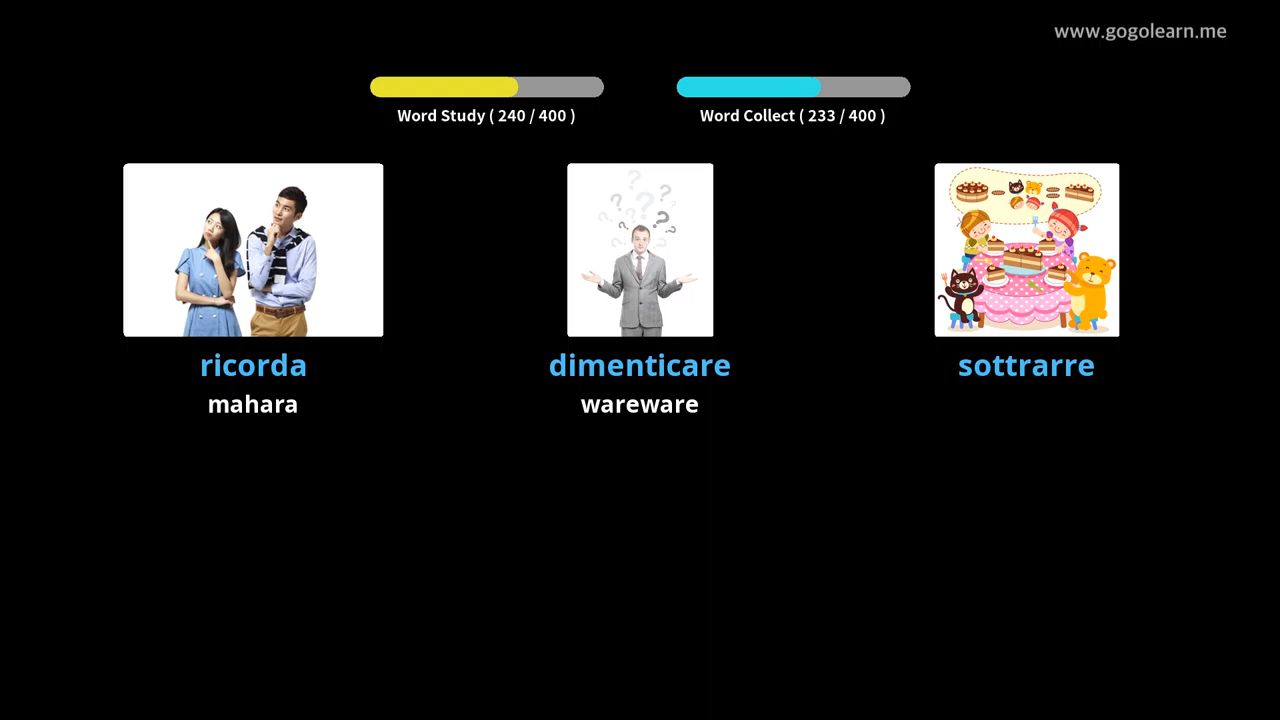 www.gogolearn.me
Word Study ( 240 / 400 )
Word Collect ( 233 / 400 )
ricorda
dimenticare
sottrarre
mahara
wareware